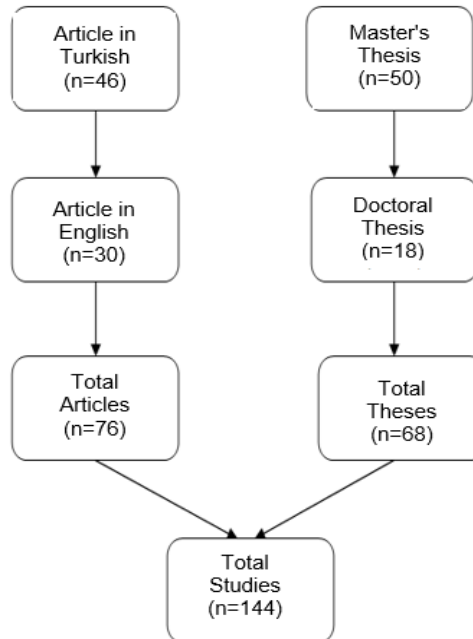 Article in
Turkish
(n=46)
Master's
Thesis
(n=50)
Article in
English
(n=30)
Doctoral
Thesis
(n=18)
Total
Articles
(n=76)
Total
Theses
(n=68)
Total
Studies
(n=144)